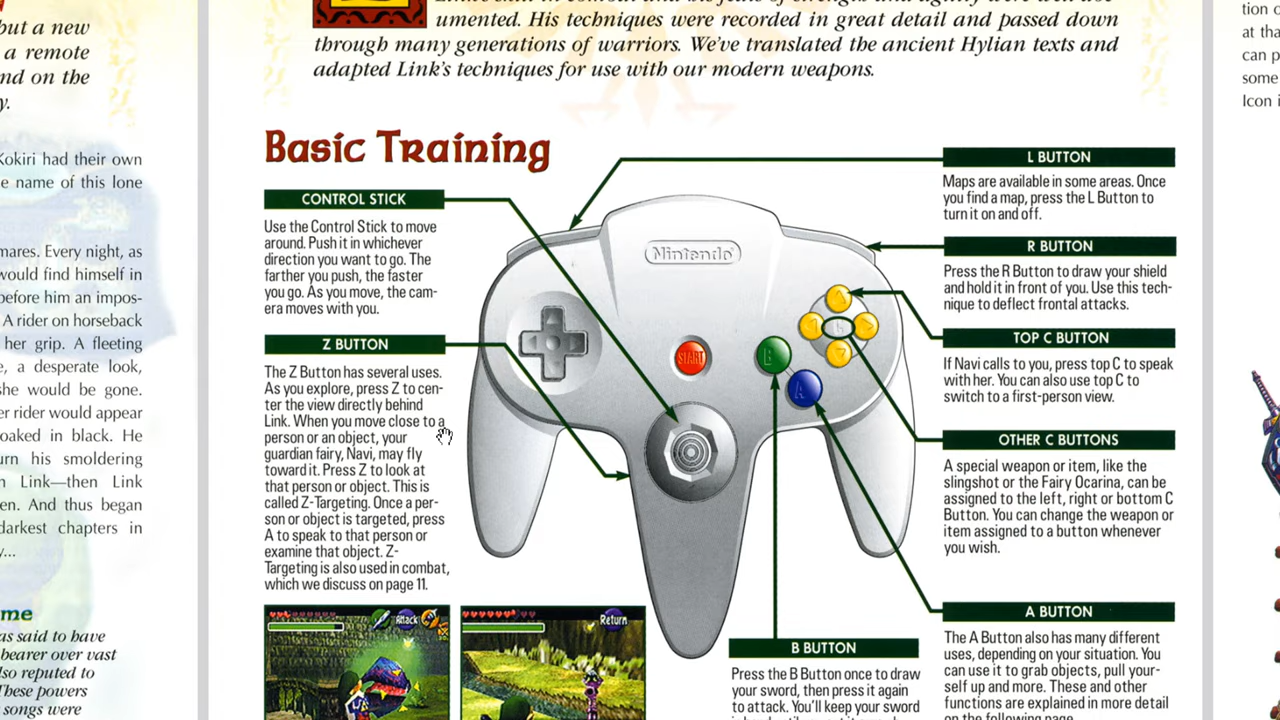 but a new
a remote
nd on the
y.
Kokiri had their own
e name of this lone
mares. Every night, as
would find himself in
before him an impos-
A rider on horseback
her grip. A fleeting
e, a desperate look,
she would be gone.
er rider would appear
oaked in black. He
urn his smoldering
n Link—then Link
en. And thus began
darkest chapters in
y...
me
as said to have
bearer over vast
lso reputed to
These powers
songs were
umented. His techniques were recorded in great detail and passed down
through many generations of warriors. We've translated the ancient Hylian texts and
adapted Link's techniques for use with our modern weapons.
Basic Training
CONTROL STICK
Use the Control Stick to move
around. Push it in whichever
direction you want to go. The
farther you push, the faster
you go. As you move, the cam-
era moves with you.
Z BUTTON
The Z Button has several uses.
As you explore, press Z to cen-
ter the view directly behind
Link. When you move close to a
person or an object, your
guardian fairy, Navi, may fly
toward it. Press Z to look at
that person or object. This is
called Z-Targeting. Once a per-
son or object is targeted, press
A to speak to that person or
examine that object. Z-
Targeting is also used in combat,
which we discuss on page 11.
Attack
Return
Nintendo
START
B
A
B BUTTON
Press the B Button once to draw
your sword, then press it again
to attack. You'll keep your sword
L BUTTON
Maps are available in some areas. Once
you find a map, press the L Button to
turn it on and off.
R BUTTON
Press the R Button to draw your shield
and hold it in front of you. Use this tech-
nique to deflect frontal attacks.
TOP C BUTTON
If Navi calls to you, press top C to speak
with her. You can also use top C to
switch to a first-person view.
OTHER C BUTTONS
A special weapon or item, like the
slingshot or the Fairy Ocarina, can be
assigned to the left, right or bottom C
Button. You can change the weapon or
item assigned to a button whenever
you wish.
A BUTTON
The A Button also has many different
uses, depending on your situation. You
can use it to grab objects, pull your-
self up and more. These and other
functions are explained in more detail
on the following page.
tion o
at tha
can p
some
Icon i